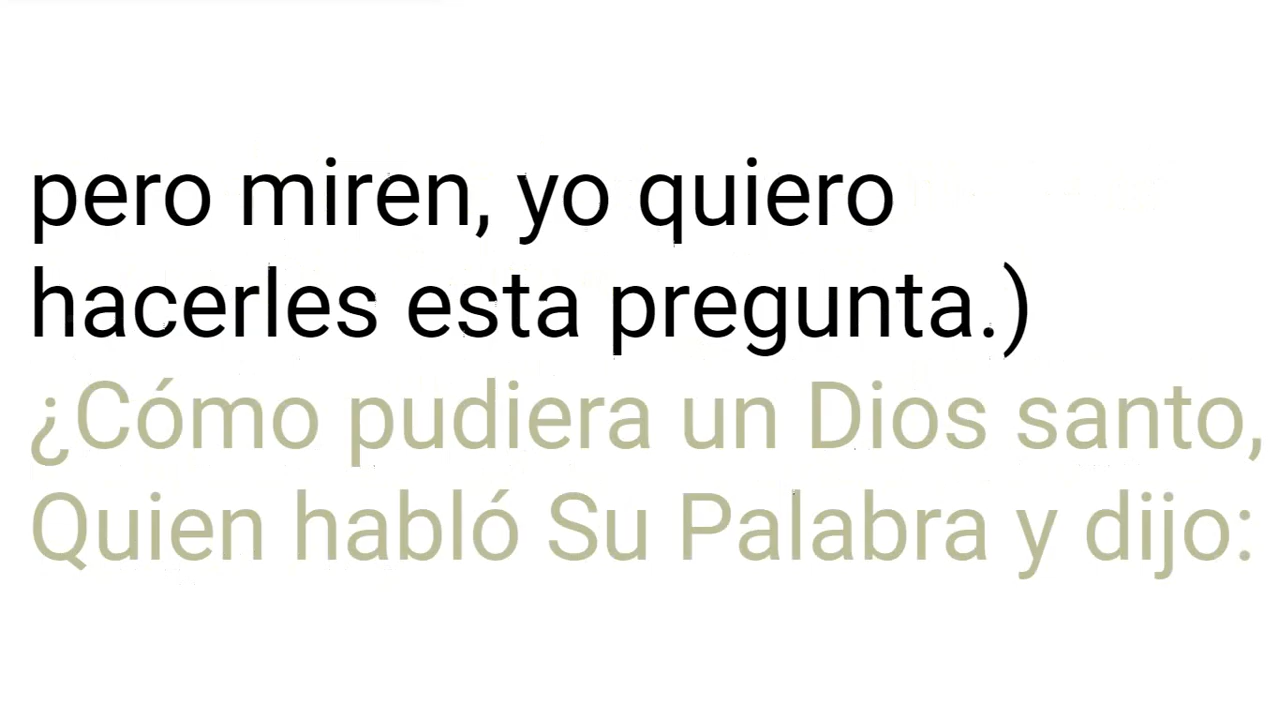 pero miren, yo quiero
hacerles esta pregunta.)
¿Cómo pudiera un Dios santo,
Quien habló Su Palabra y dijo: